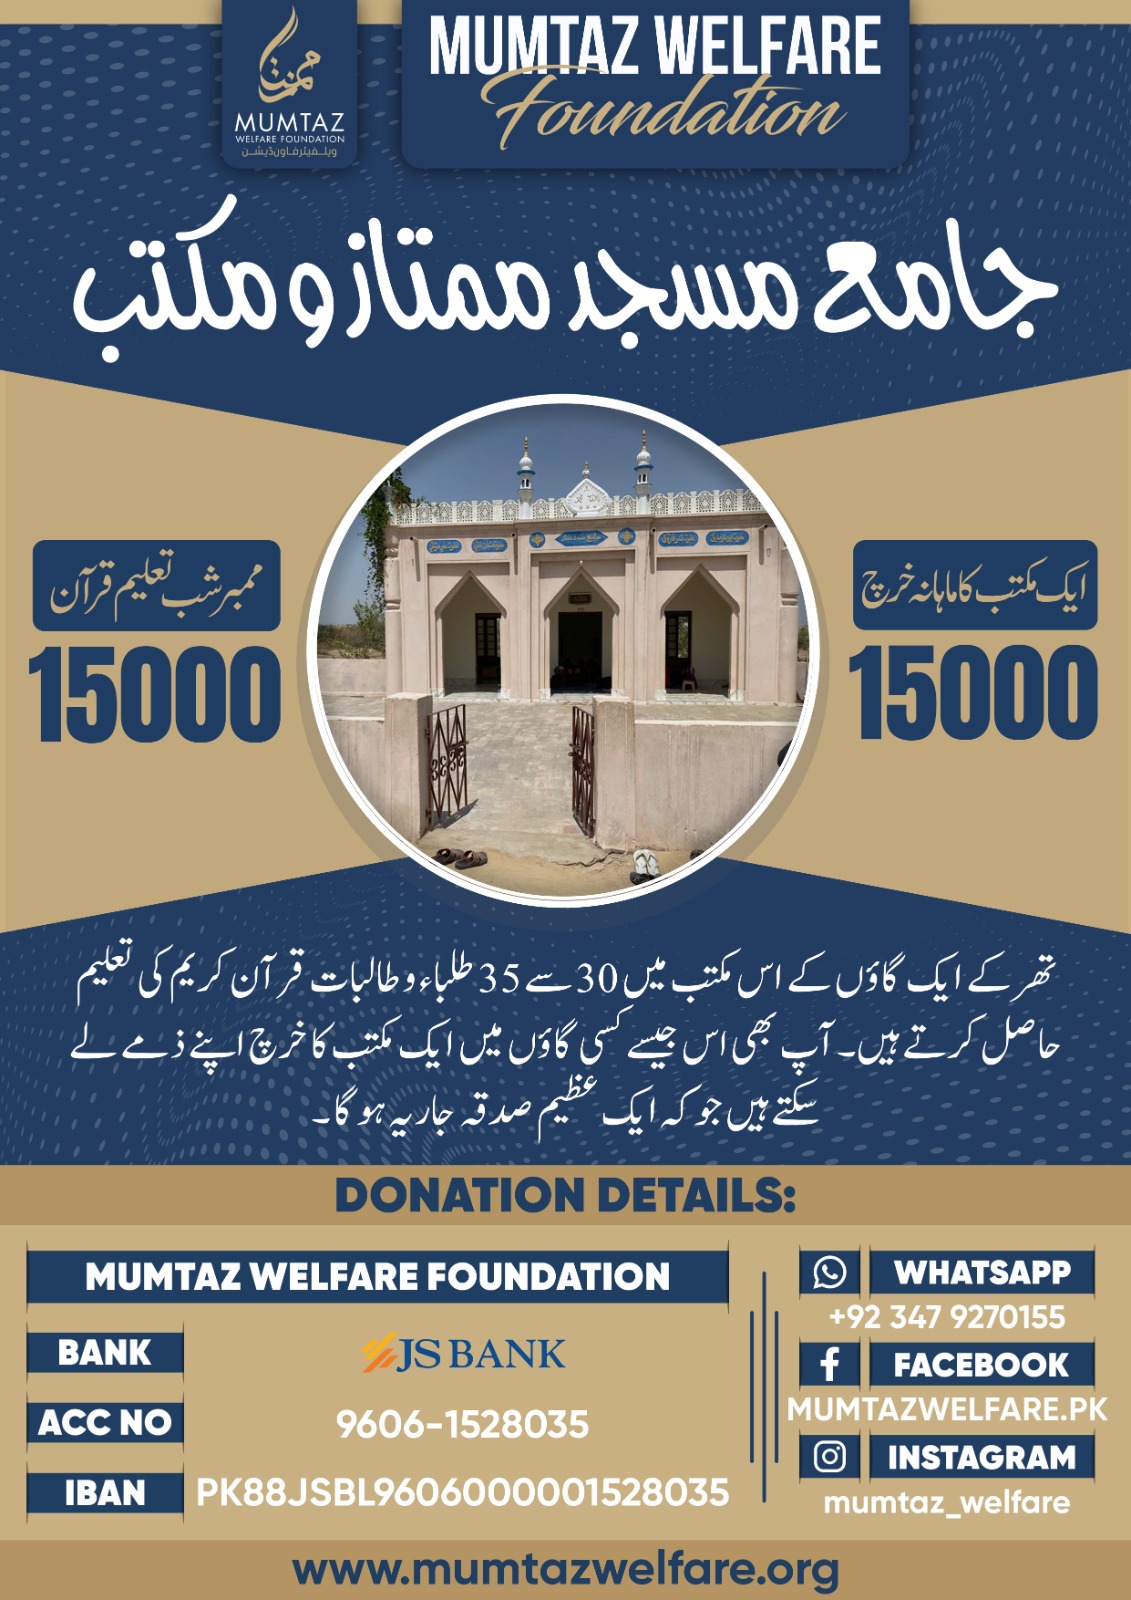 ممتاز
MUMTAZ
WELFARE FOUNDATION
ویلفیئر فاونڈیشن
MUMTAZ WELFARE
Foundation
جامع مسجد ممتاز و مکتب
ایک مکتب کا ماہانہ خرچ
15000
ممبر شب تعلیم قرآن
15000
تھر کے ایک گاؤں کے اس مکتب میں 30 سے 35 طلباء و طالبات قرآن کریم کی تعلیم
حاصل کرتے ہیں۔ آپ بھی اس جیسے کسی گاؤں میں ایک مکتب کا خرچ اپنے ذمے لے
سکتے ہیں جو کہ ایک عظیم صدقہ جاریہ ہو گا۔
DONATION DETAILS:
MUMTAZ WELFARE FOUNDATION
BANK
JS BANK
ACC NO
9606-1528035
IBAN
PK88JSBL9606000001528035
WHATSAPP
+92 347 9270155
FACEBOOK
MUMTAZWELFARE.PK
INSTAGRAM
mumtaz_welfare
www.mumtazwelfare.org